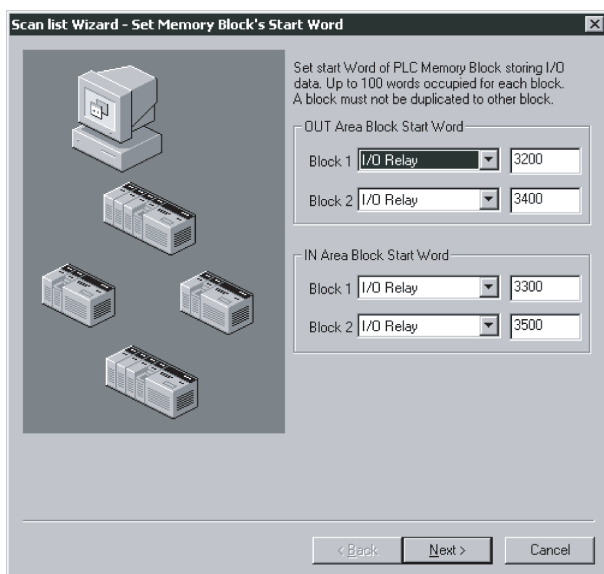 Scan list Wizard - Set Memory Block's Start Word
Set start Word of PLC Memory Block storing I/O
data. Up to 100 words occupied for each block.
A block must not be duplicated to other block.
OUT Area Block Start Word
Block 1 I/O Relay 3200
Block 2 I/O Relay 3400
IN Area Block Start Word
Block 1 I/O Relay 3300
Block 2 I/O Relay 3500
< Back Next > Cancel